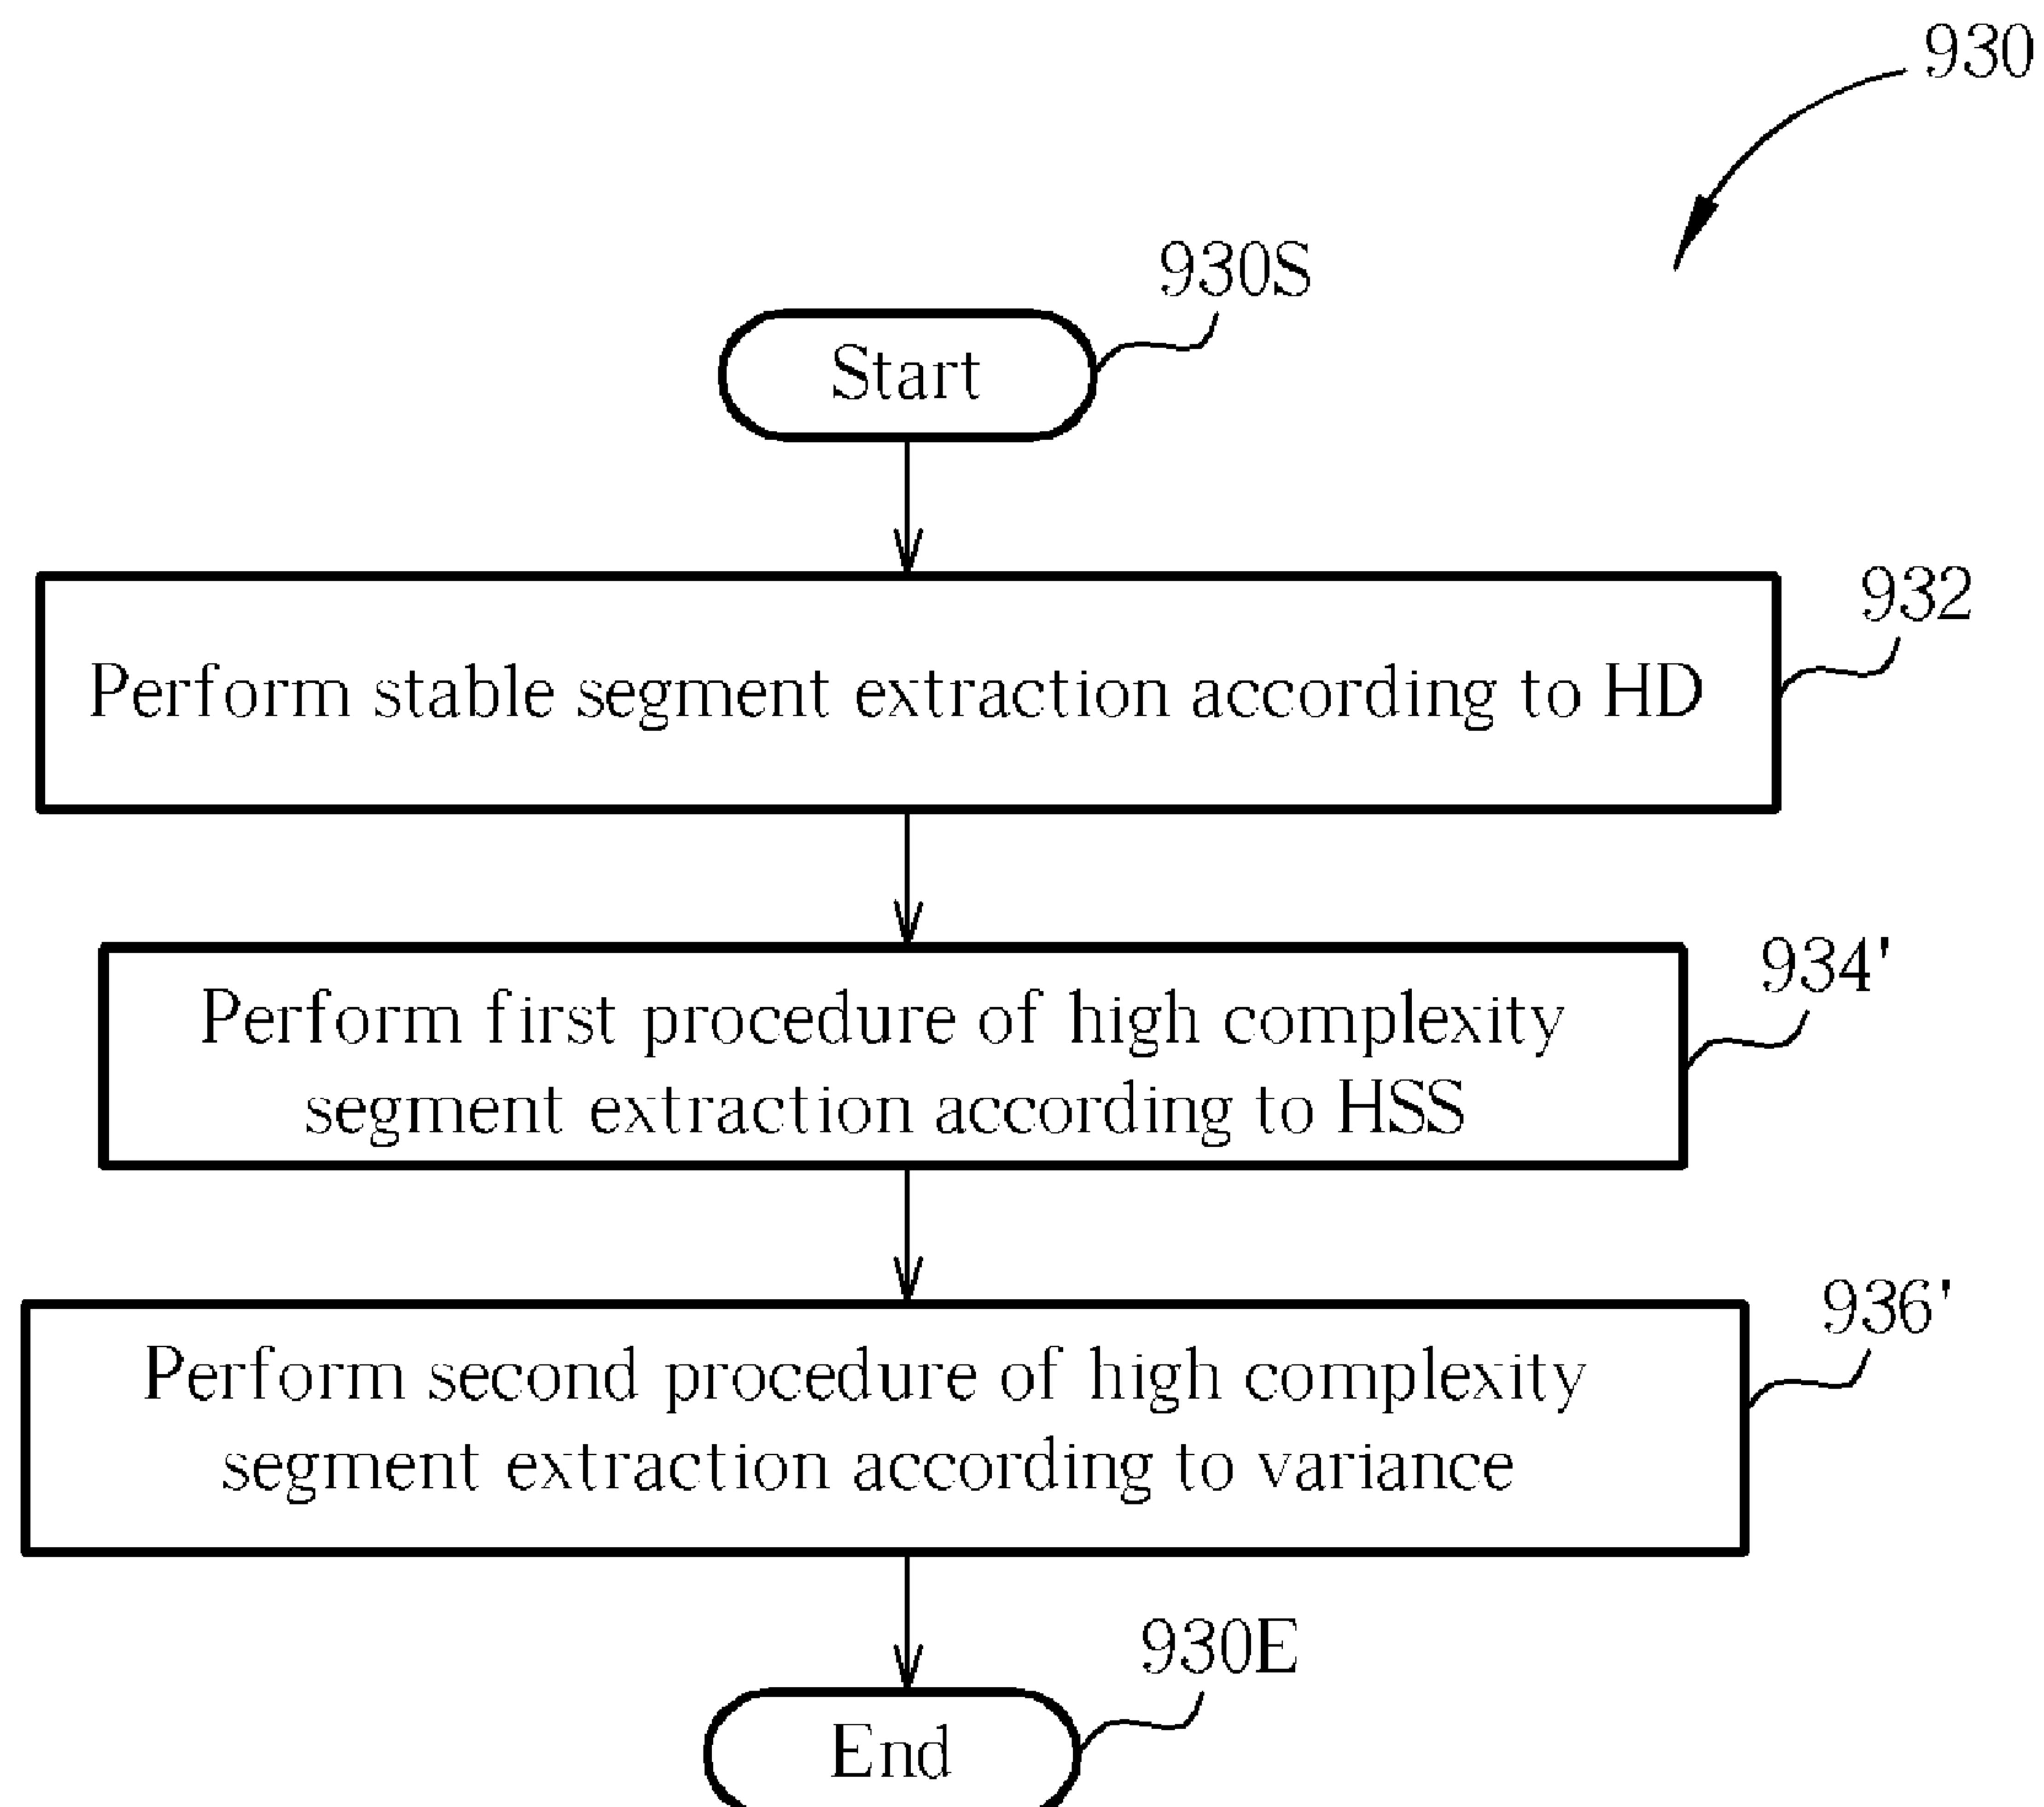 930
930S
Start
932
Perform stable segment extraction according to HD
934'
Perform first procedure of high complexity
segment extraction according to HSS
936'
Perform second procedure of high complexity
segment extraction according to variance
930E
End